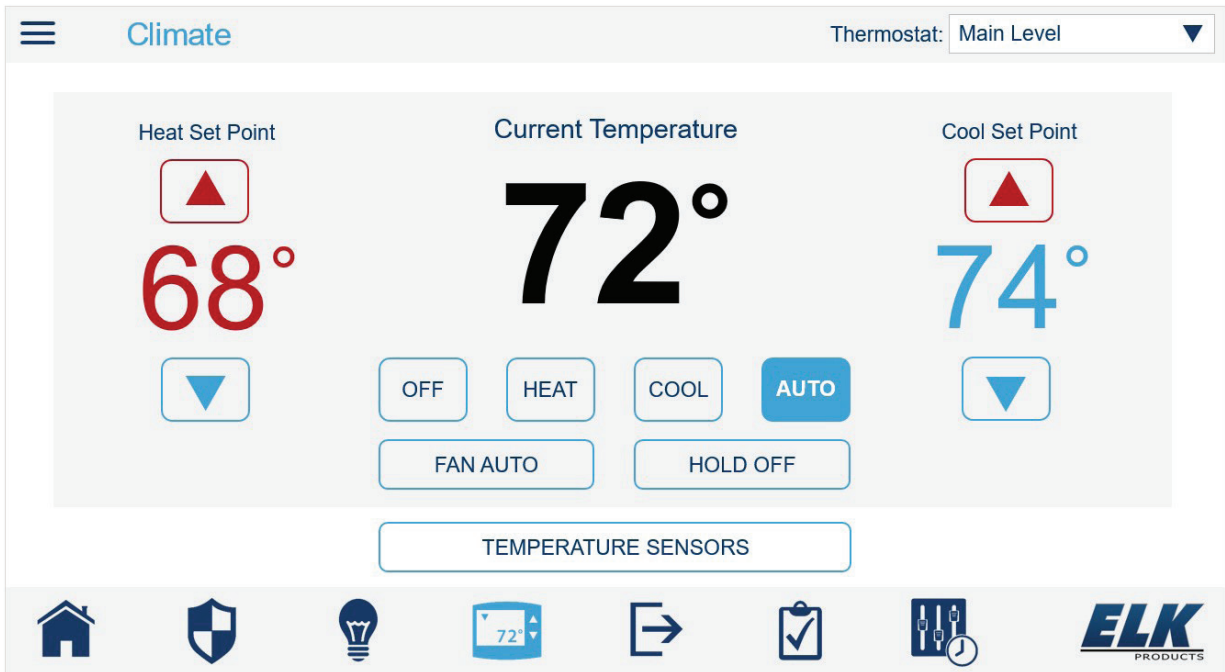 Climate
Thermostat: Main Level
Heat Set Point
Current Temperature
Cool Set Point
68°
72°
74°
OFF
HEAT
COOL
AUTO
FAN AUTO
HOLD OFF
TEMPERATURE SENSORS
72°
ELK
PRODUCTS